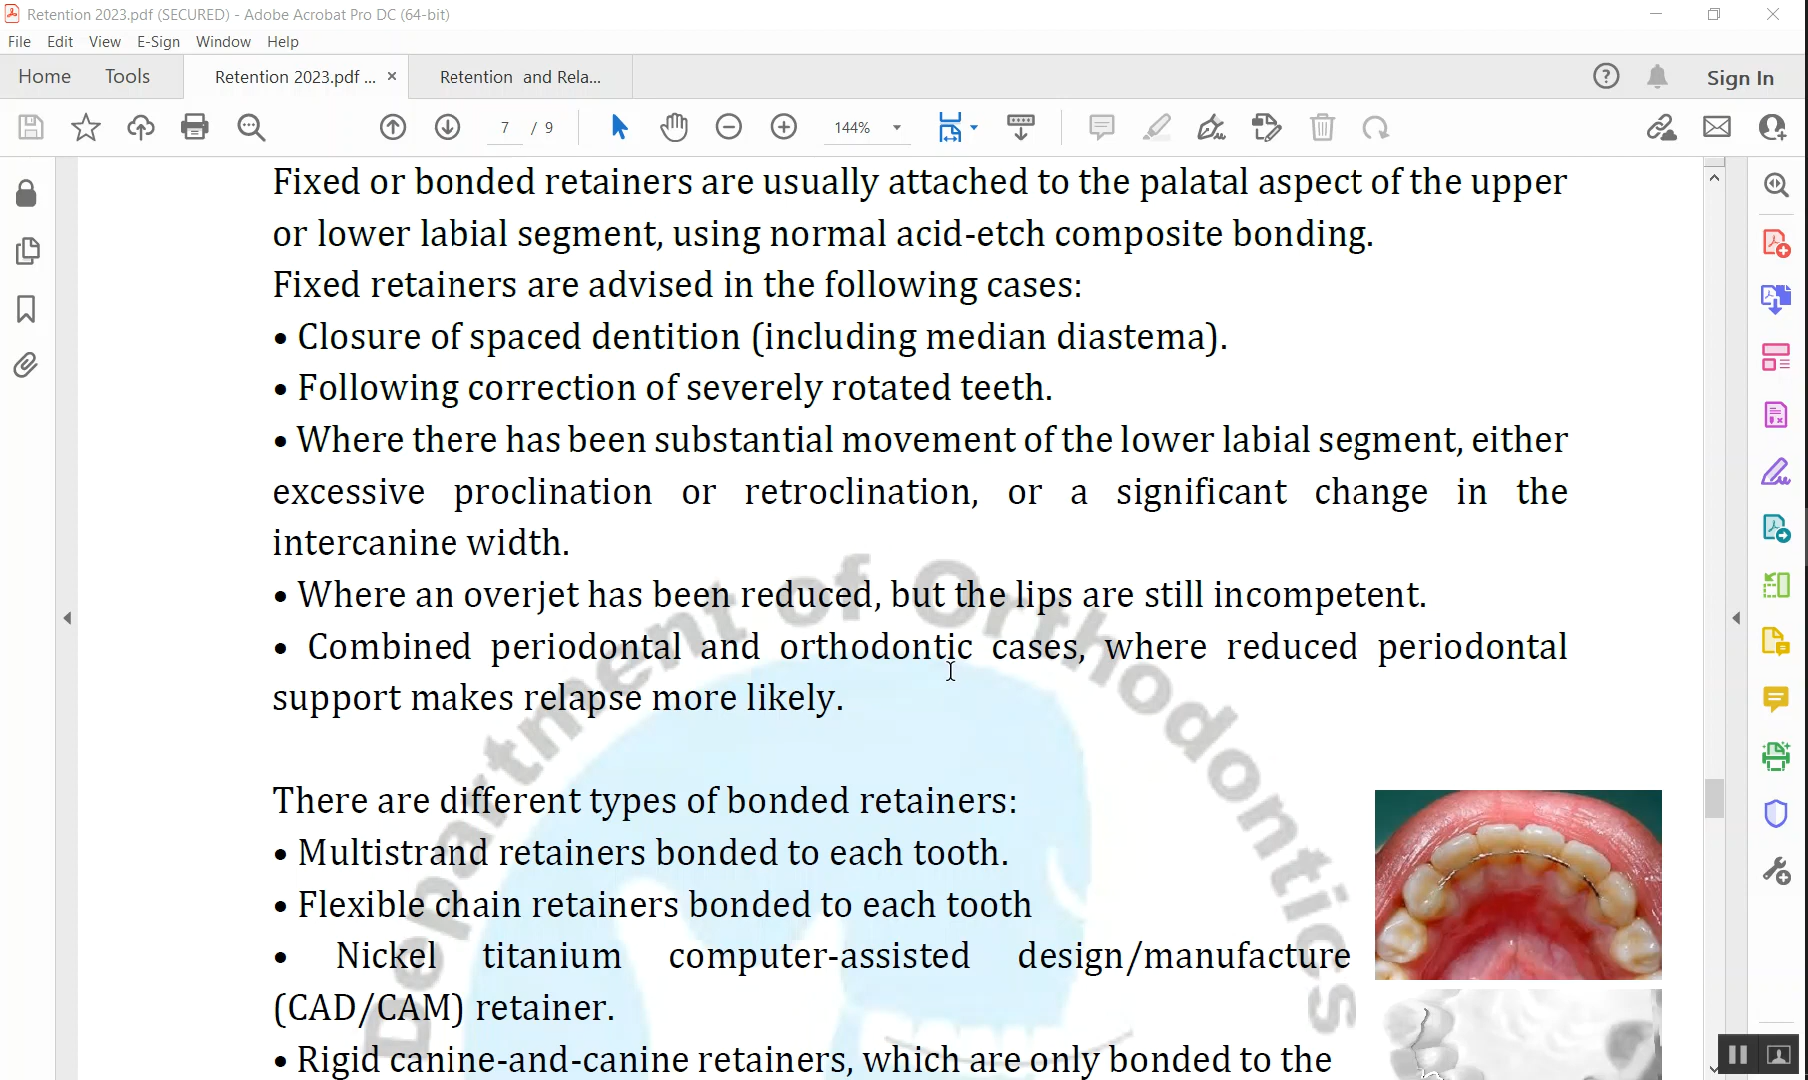 Retention 2023.pdf (SECURED) - Adobe Acrobat Pro DC (64-bit)
File Edit View E-Sign Window Help
Home Tools Retention 2023.pdf ... × Retention and Rela... Sign In
7 / 9 144%
Fixed or bonded retainers are usually attached to the palatal aspect of the upper
or lower labial segment, using normal acid-etch composite bonding.
Fixed retainers are advised in the following cases:
• Closure of spaced dentition (including median diastema).
• Following correction of severely rotated teeth.
• Where there has been substantial movement of the lower labial segment, either
excessive proclination or retroclination, or a significant change in the
intercanine width.
• Where an overjet has been reduced, but the lips are still incompetent.
• Combined periodontal and orthodontic cases, where reduced periodontal
support makes relapse more likely.
There are different types of bonded retainers:
• Multistrand retainers bonded to each tooth.
• Flexible chain retainers bonded to each tooth
• Nickel titanium computer-assisted design/manufacture
(CAD/CAM) retainer.
• Rigid canine-and-canine retainers, which are only bonded to the
Department of Orthodontics